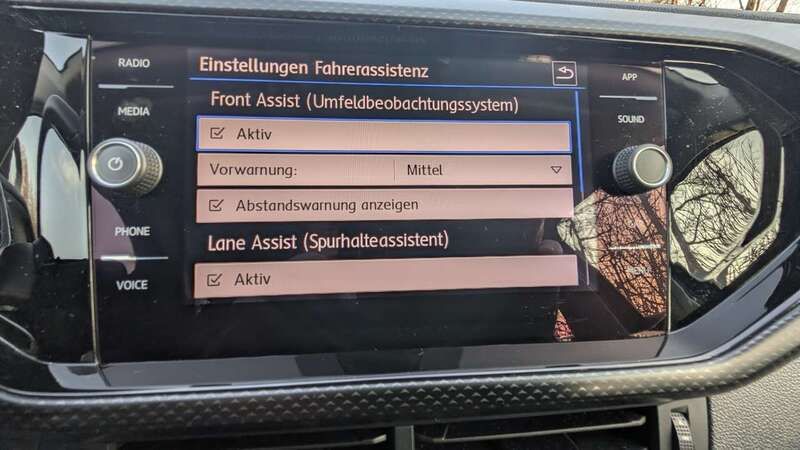 RADIO
MEDIA
PHONE
VOICE
Einstellungen Fahrerassistenz
Front Assist (Umfeldbeobachtungssystem)
Aktiv
Vorwarnung: Mittel
Abstandswarnung anzeigen
Lane Assist (Spurhalteassistent)
Aktiv
APP
SOUND
MENU